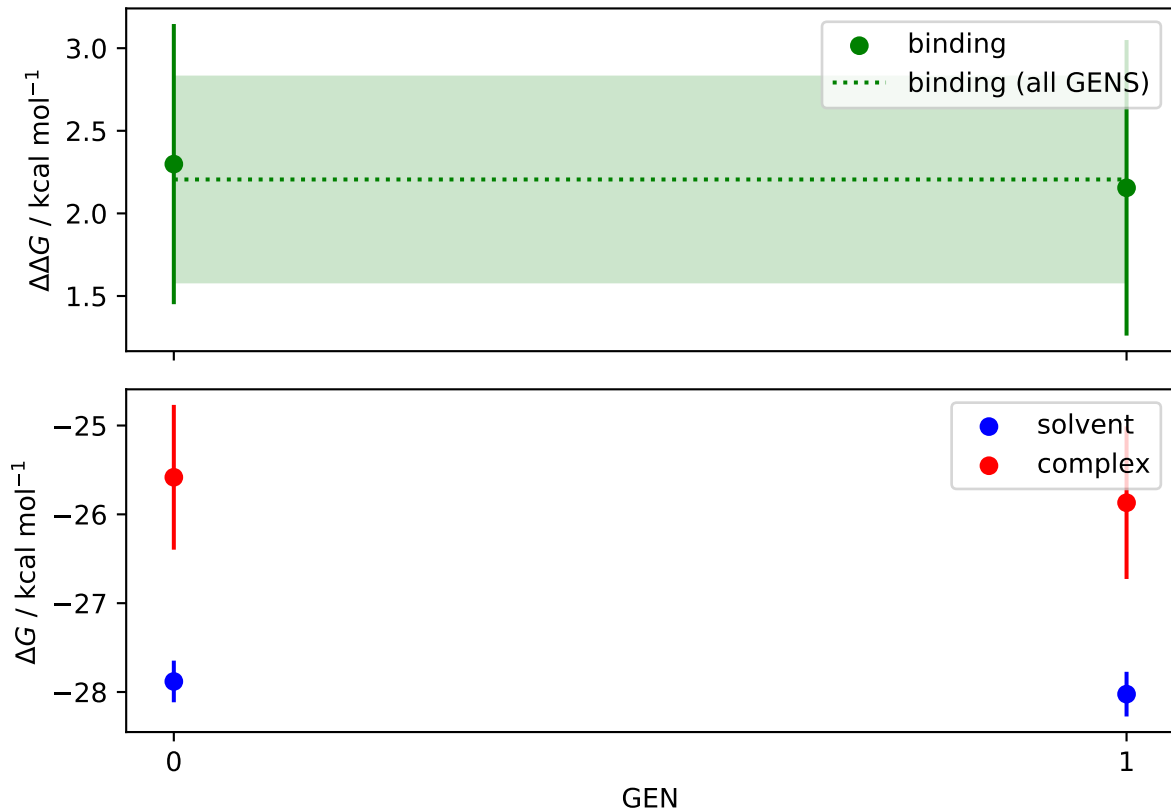 ΔΔG / kcal mol⁻¹
3.0
2.5
2.0
1.5
binding
binding (all GENS)
ΔG / kcal mol⁻¹
−25
−26
−27
−28
solvent
complex
0
1
GEN